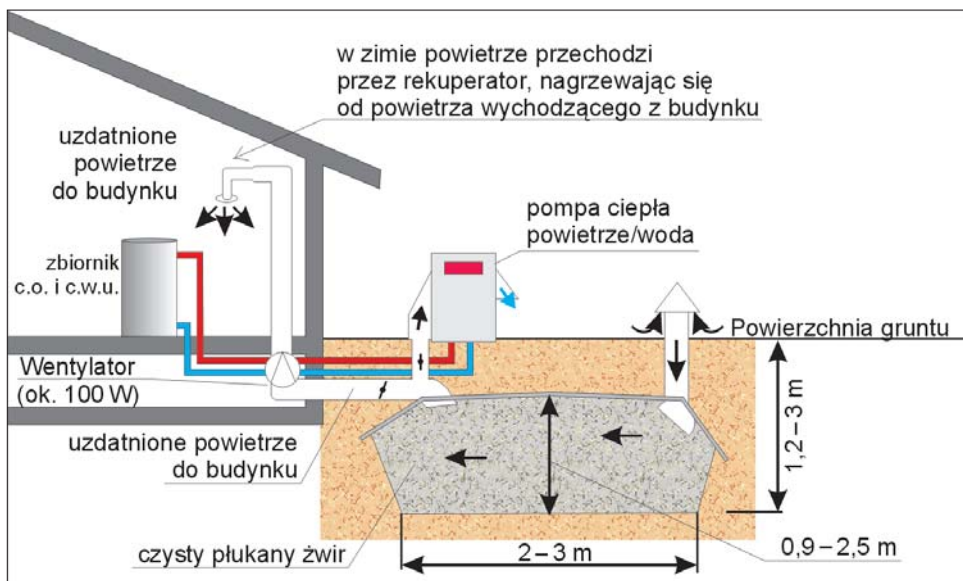 w zimie powietrze przechodzi
przez rekuperator, nagrzewając się
od powietrza wychodzącego z budynku
uzdatnione
powietrze
do budynku
pompa ciepła
powietrze/woda
zbiornik
c.o. i c.w.u.
Powierzchnia gruntu
Wentylator
(ok. 100 W)
1,2–3 m
uzdatnione powietrze
do budynku
czysty płukany żwir
2–3 m
0,9–2,5 m